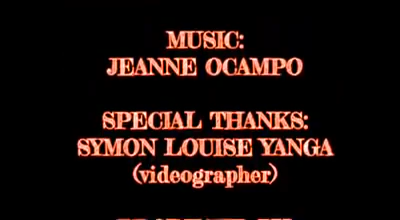 MUSIC:
JEANNE OCAMPO
SPECIAL THANKS:
SYMON LOUISE YANGA
(videographer)